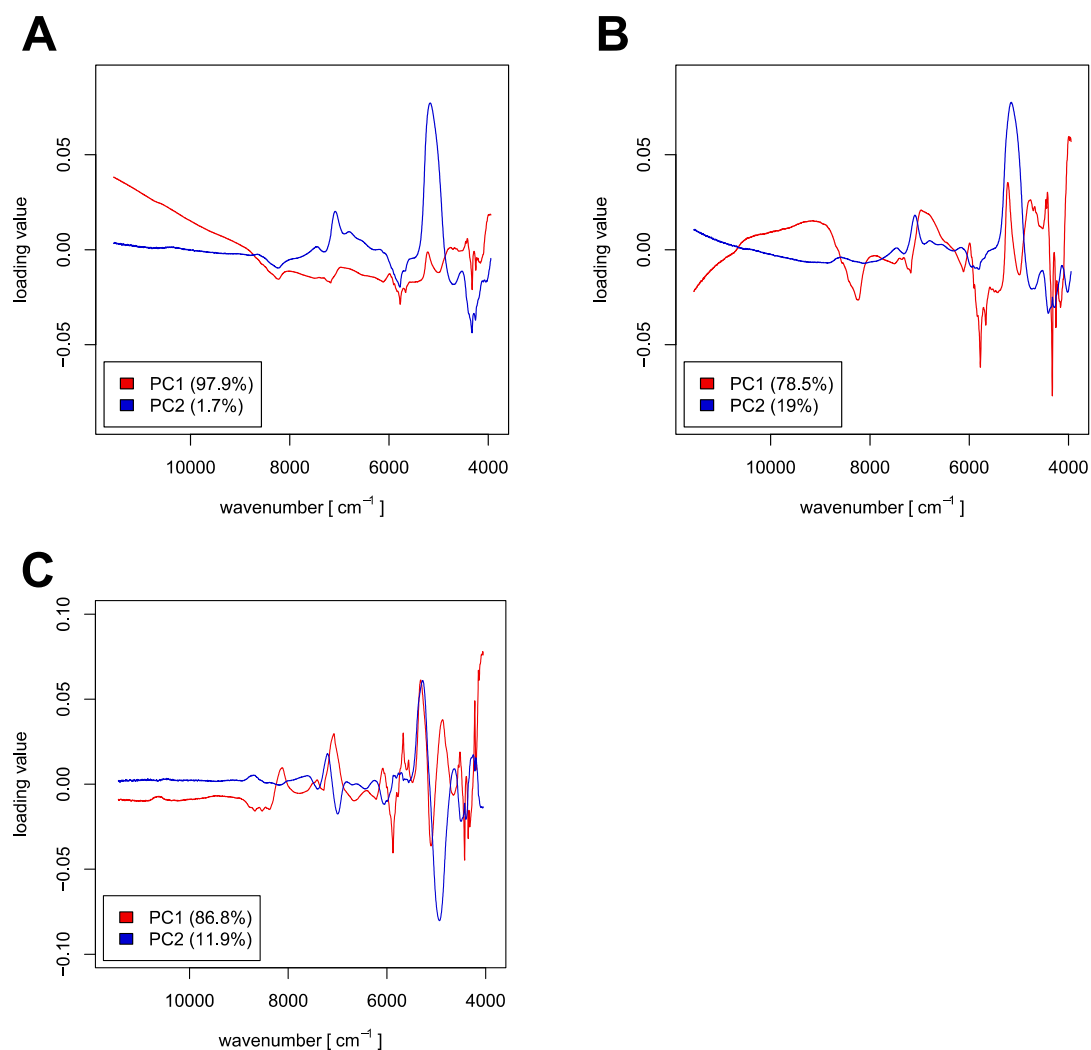 A
loading value
0.05
0.00
−0.05
PC1 (97.9%)
PC2 (1.7%)
10000 8000 6000 4000
wavenumber [ cm⁻¹ ]
B
loading value
0.05
0.00
−0.05
PC1 (78.5%)
PC2 (19%)
10000 8000 6000 4000
wavenumber [ cm⁻¹ ]
C
loading value
0.10
0.05
0.00
−0.05
−0.10
PC1 (86.8%)
PC2 (11.9%)
10000 8000 6000 4000
wavenumber [ cm⁻¹ ]